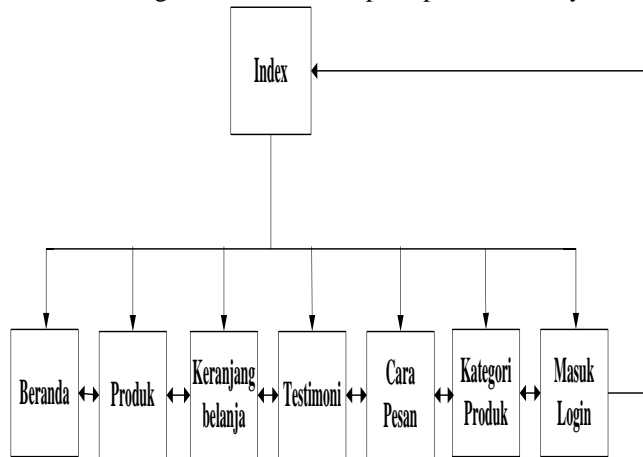 Index
Beranda
Produk
Keranjang
belanja
Testimoni
Cara
Pesan
Kategori
Produk
Masuk
Login